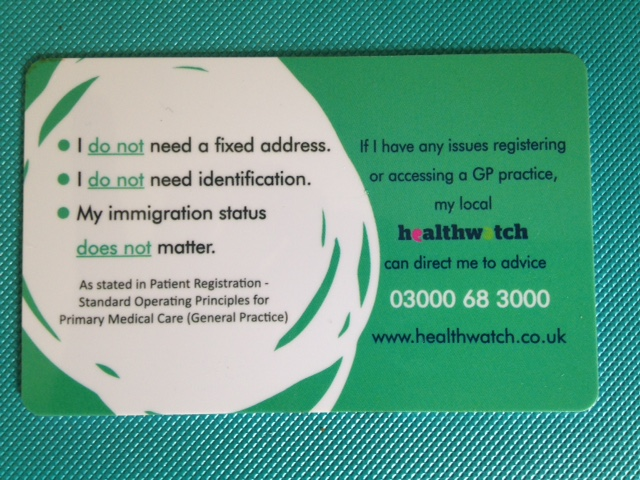 • I do not need a fixed address.
• I do not need identification.
• My immigration status
does not matter.
As stated in Patient Registration -
Standard Operating Principles for
Primary Medical Care (General Practice)
If I have any issues registering
or accessing a GP practice,
my local
healthwatch
can direct me to advice
03000 68 3000
www.healthwatch.co.uk